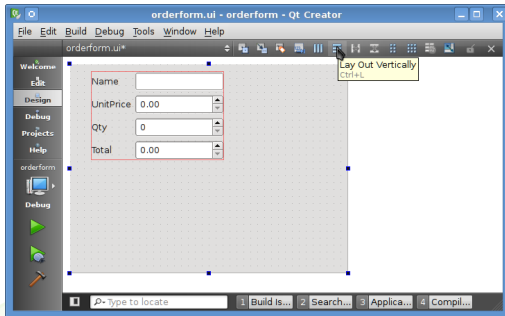 orderform.ui - orderform - Qt Creator
File Edit Build Debug Tools Window Help
orderform.ui*
Lay Out Vertically
Ctrl+L
Welcome
Edit
Design
Debug
Projects
Help
orderform
Debug
Name
UnitPrice 0.00
Qty 0
Total 0.00
Type to locate
1 Build Is... 2 Search... 3 Applica... 4 Compil...